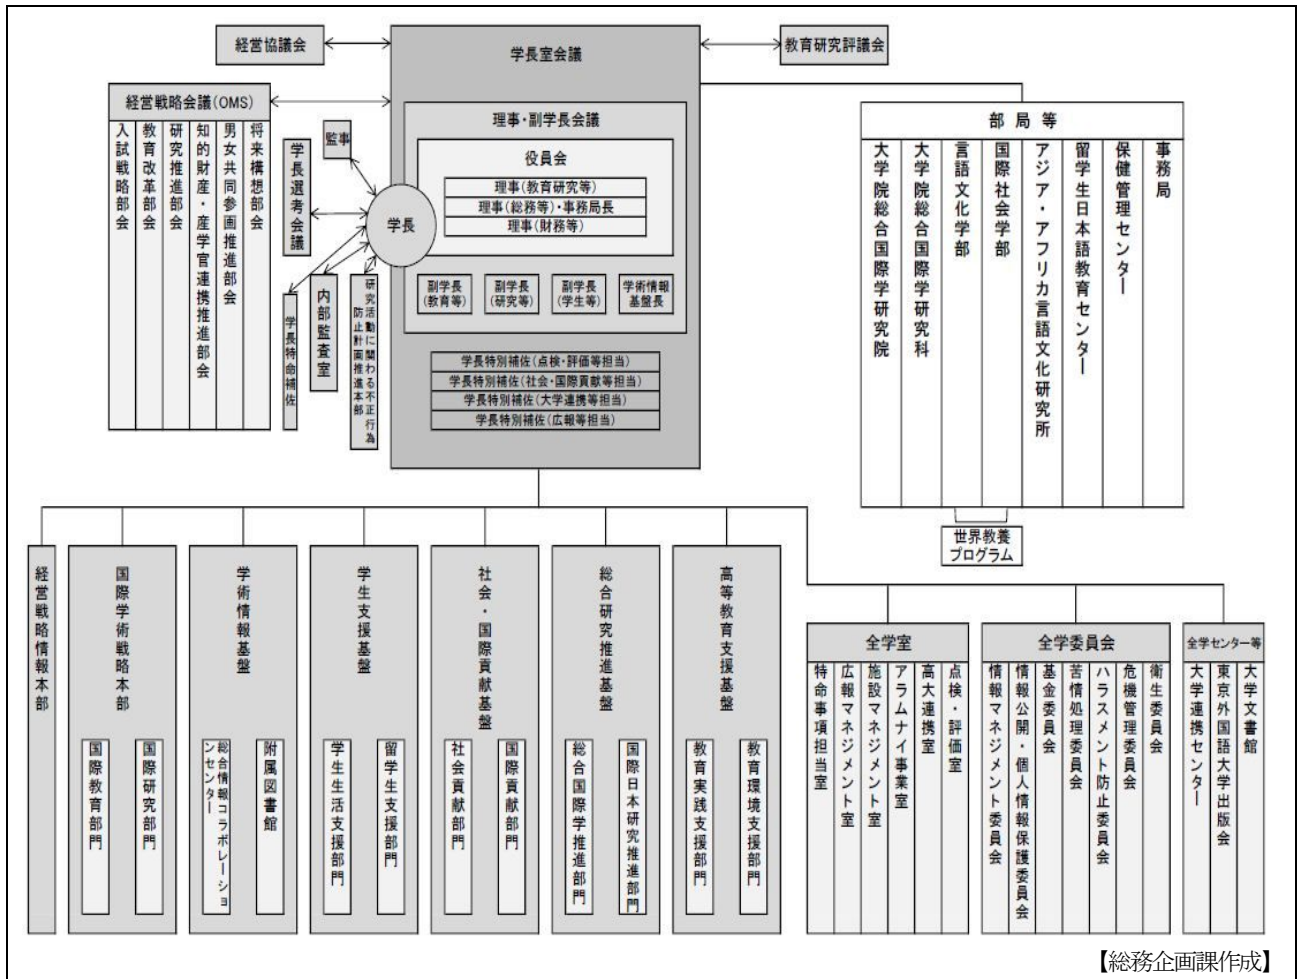 経営協議会
学長室会議
教育研究評議会
経営戦略会議(OMS)
入試戦略部会
教育改革部会
研究推進部会
知的財産・産学官連携推進部会
男女共同参画推進部会
将来構想部会
学長選考会議
監事
学長
学長特命補佐
内部監査室
研究活動に関わる不正行為
防止計画推進本部
理事・副学長会議
役員会
理事(教育研究等)
理事(総務等)・事務局長
理事(財務等)
副学長
(教育等)
副学長
(研究等)
副学長
(学生等)
学術情報
基盤長
学長特別補佐(点検・評価等担当)
学長特別補佐(社会・国際貢献等担当)
学長特別補佐(大学連携等担当)
学長特別補佐(広報等担当)
部局等
大学院総合国際学研究院
大学院総合国際学研究科
言語文化学部
国際社会学部
アジア・アフリカ言語文化研究所
留学生日本語教育センター
保健管理センター
事務局
世界教養
プログラム
経営戦略情報本部
国際学術戦略本部
国際教育部門
国際研究部門
学術情報基盤
総合情報コラボレーショ
ンセンター
附属図書館
学生支援基盤
学生生活支援部門
留学生支援部門
社会・国際貢献基盤
社会貢献部門
国際貢献部門
総合研究推進基盤
総合国際学推進部門
国際日本研究推進部門
高等教育支援基盤
教育実践支援部門
教育環境支援部門
全学室
特命事項担当室
広報マネジメント室
施設マネジメント室
アラムナイ事業室
高大連携室
点検・評価室
全学委員会
情報マネジメント委員会
情報公開・個人情報保護委員会
基金委員会
苦情処理委員会
ハラスメント防止委員会
危機管理委員会
衛生委員会
全学センター等
大学連携センター
東京外国語大学出版会
大学文書館
【総務企画課作成】